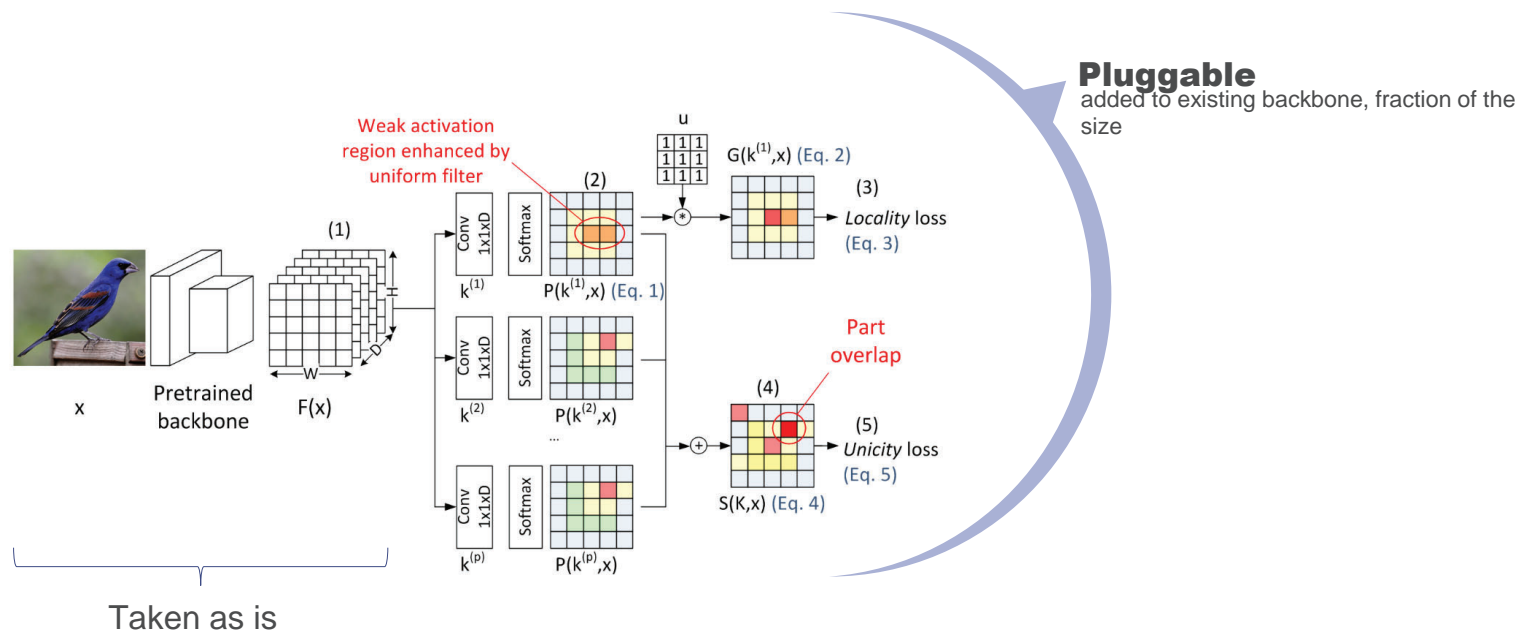 Pluggable
added to existing backbone, fraction of the
size
Weak activation
region enhanced by
uniform filter
u
1 1 1
1 1 1
1 1 1
G(k(1),x) (Eq. 2)
(1)
(2)
(3)
Conv
1x1xD
Softmax
*
Locality loss
(Eq. 3)
H
D
W
k(1)
P(k(1),x) (Eq. 1)
x
Pretrained
backbone
F(x)
Conv
1x1xD
Softmax
k(2)
P(k(2),x)
...
Part
overlap
(4)
(5)
+
Unicity loss
(Eq. 5)
S(K,x) (Eq. 4)
Conv
1x1xD
Softmax
k(p)
P(k(p),x)
Taken as is